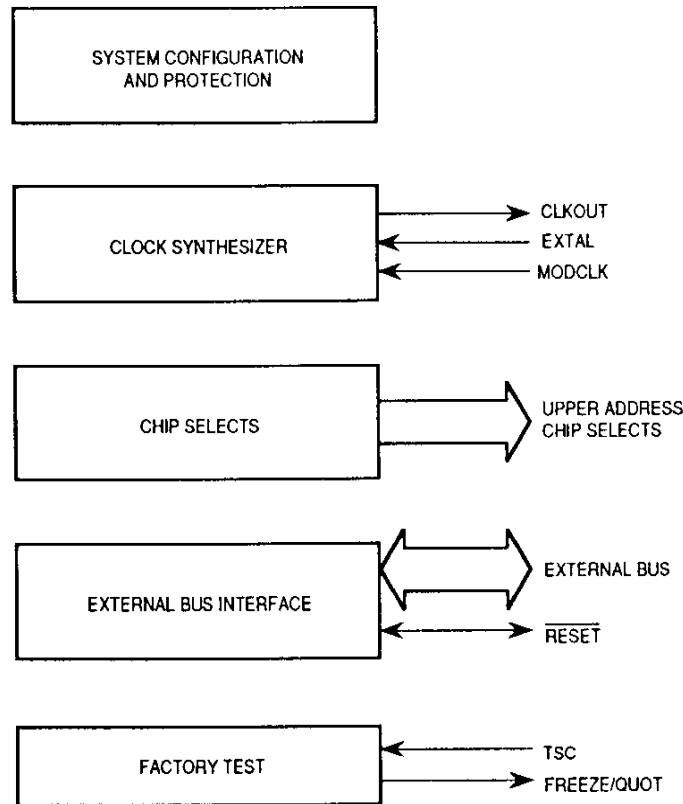 SYSTEM CONFIGURATION
AND PROTECTION
CLOCK SYNTHESIZER
CLKOUT
EXTAL
MODCLK
CHIP SELECTS
UPPER ADDRESS
CHIP SELECTS
EXTERNAL BUS INTERFACE
EXTERNAL BUS
RESET
FACTORY TEST
TSC
FREEZE/QUOT